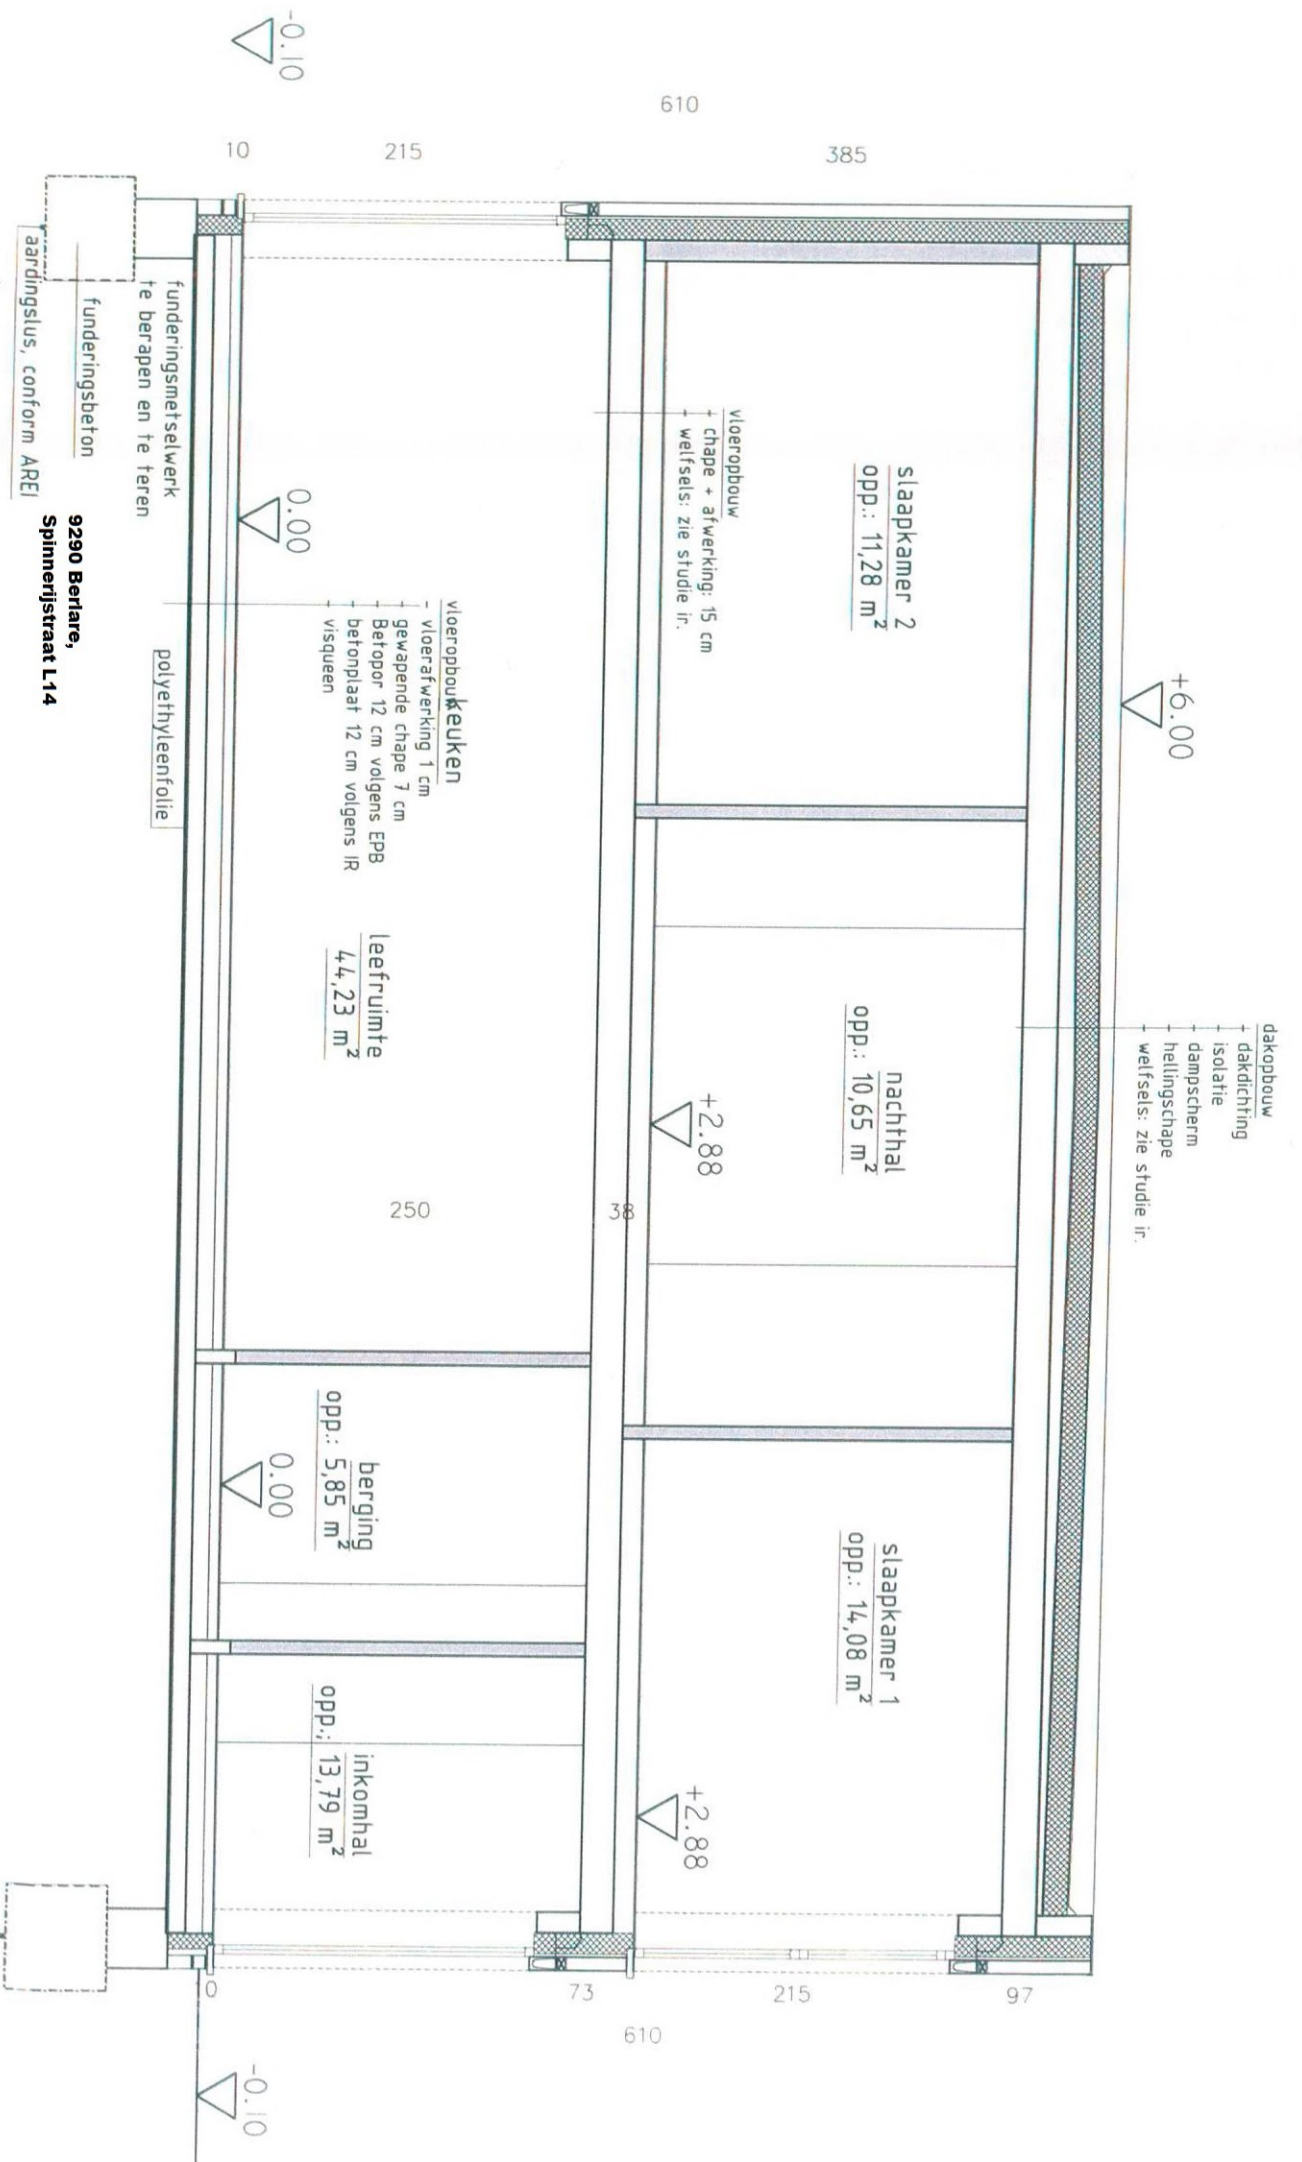 dakopbouw
- dakdichting
- isolatie
- dampscherm
- hellingschape
- welfsels: zie studie ir.
+6.00
slaapkamer 2
opp.: 11,28 m²
nachthal
opp.: 10,65 m²
slaapkamer 1
opp.: 14,08 m²
vloeropbouw
- chape + afwerking: 15 cm
- welfsels: zie studie ir.
+2.88
+2.88
38
250
keuken
vloeropbouw
- vloerafwerking 1 cm
- gewapende chape 7 cm
- Betopor 12 cm volgens EPB
- betonplaat 12 cm volgens IR
- visqueen
leefruimte
44,23 m²
berging
opp.: 5,85 m²
inkomhal
opp.; 13,79 m²
0.00
0.00
-0.10
-0.10
610
385
215
10
97
215
73
0
610
funderingsmetselwerk
te berapen en te teren
polyethyleenfolie
funderingsbeton
aardingslus, conform AREI
9290 Berlare,
Spinnerijstraat L14